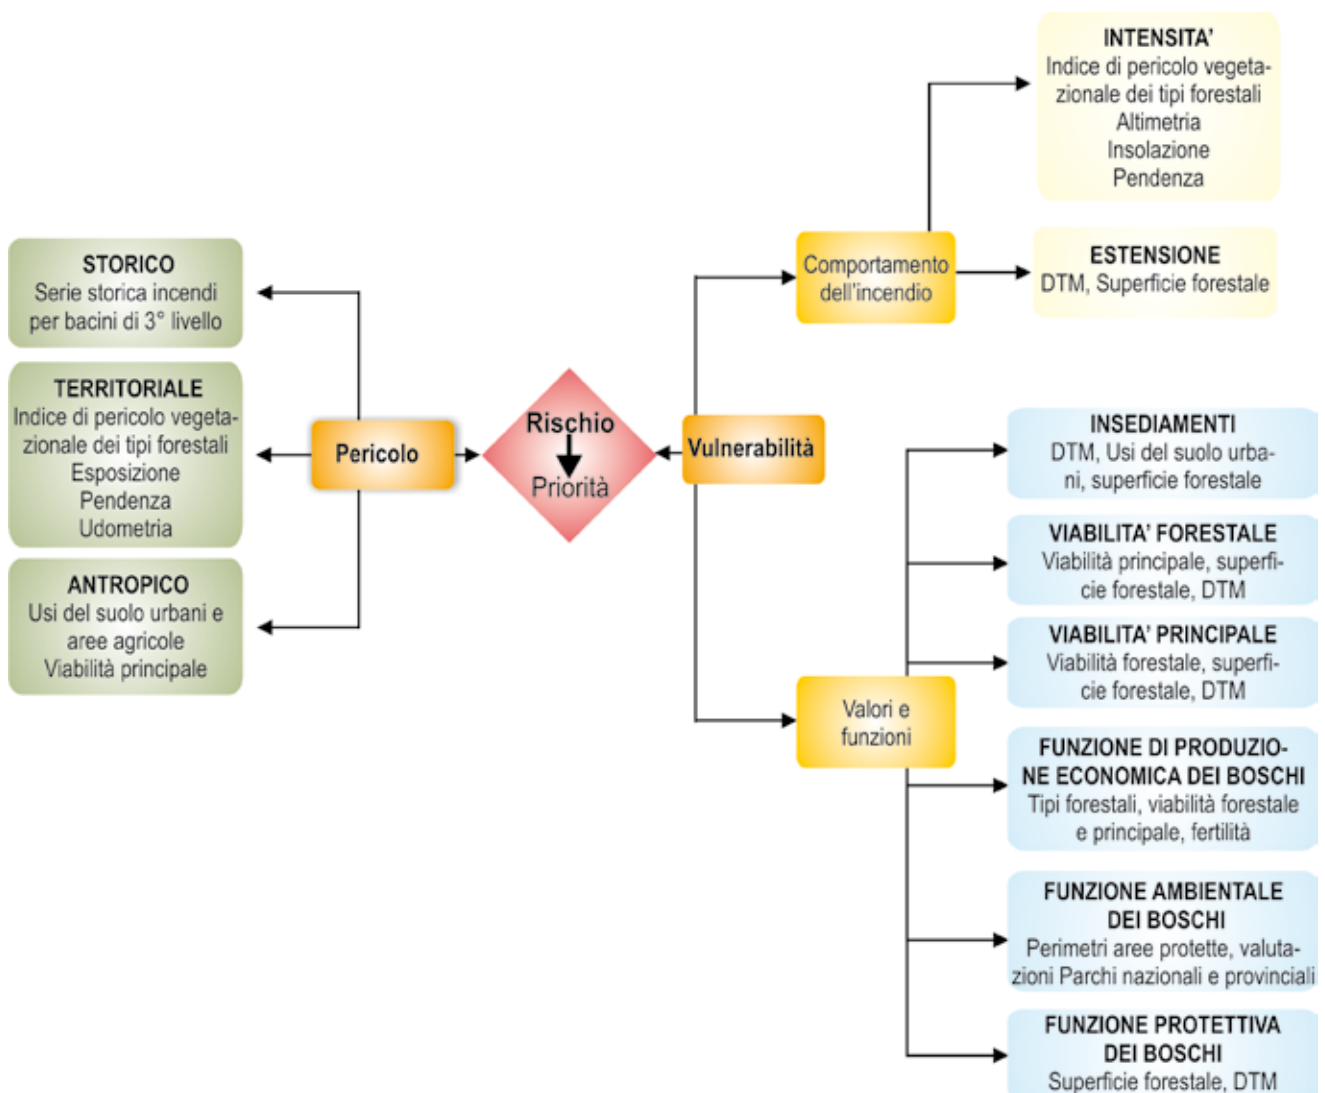 INTENSITA'
Indice di pericolo vegeta-
zionale dei tipi forestali
Altimetria
Insolazione
Pendenza
STORICO
Serie storica incendi
per bacini di 3° livello
Comportamento
dell'incendio
ESTENSIONE
DTM, Superficie forestale
TERRITORIALE
Indice di pericolo vegeta-
zionale dei tipi forestali
Esposizione
Pendenza
Udometria
Pericolo
Rischio
Priorità
Vulnerabilità
INSEDIAMENTI
DTM, Usi del suolo urba-
ni, superficie forestale
VIABILITA' FORESTALE
Viabilità principale, superfi-
cie forestale, DTM
ANTROPICO
Usi del suolo urbani e
aree agricole
Viabilità principale
VIABILITA' PRINCIPALE
Viabilità forestale, superfi-
cie forestale, DTM
Valori e
funzioni
FUNZIONE DI PRODUZIO-
NE ECONOMICA DEI BOSCHI
Tipi forestali, viabilità forestale
e principale, fertilità
FUNZIONE AMBIENTALE
DEI BOSCHI
Perimetri aree protette, valuta-
zioni Parchi nazionali e provinciali
FUNZIONE PROTETTIVA
DEI BOSCHI
Superficie forestale, DTM